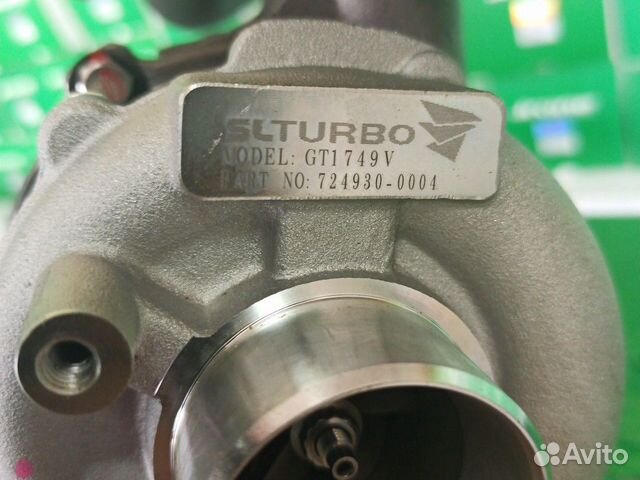 SLTURBO
MODEL: GT1749V
PART NO: 724930-0004
Avito